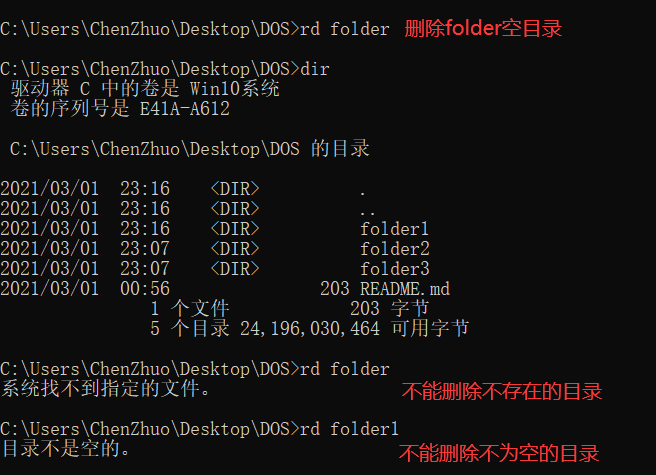 C:\Users\ChenZhuo\Desktop\DOS>rd folder 删除folder空目录
C:\Users\ChenZhuo\Desktop\DOS>dir
驱动器 C 中的卷是 Win10系统
卷的序列号是 E41A-A612
C:\Users\ChenZhuo\Desktop\DOS 的目录
2021/03/01 23:16 <DIR> .
2021/03/01 23:16 <DIR> ..
2021/03/01 23:16 <DIR> folder1
2021/03/01 23:07 <DIR> folder2
2021/03/01 23:07 <DIR> folder3
2021/03/01 00:56 203 README.md
1 个文件 203 字节
5 个目录 24,196,030,464 可用字节
C:\Users\ChenZhuo\Desktop\DOS>rd folder
系统找不到指定的文件。 不能删除不存在的目录
C:\Users\ChenZhuo\Desktop\DOS>rd folder1
目录不是空的。 不能删除不为空的目录